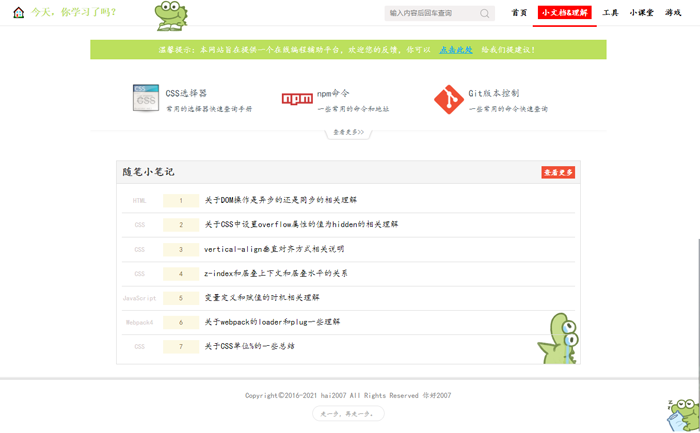 今天，你学习了吗？
输入内容后回车查询
首页 小文档&理解 工具 小课堂 游戏
温馨提示：本网站旨在提供一个在线编程辅助平台，欢迎您的反馈，你可以 点击此处 给我们提建议！
CSS选择器
常用的选择器快速查询手册
npm命令
一些常用的命令和地址
Git版本控制
一些常用的命令快速查询
查看更多>>
随笔小笔记 查看更多
HTML 1 关于DOM操作是异步的还是同步的相关理解
CSS 2 关于CSS中设置overflow属性的值为hidden的相关理解
CSS 3 vertical-align垂直对齐方式相关说明
CSS 4 z-index和层叠上下文和层叠水平的关系
JavaScript 5 变量定义和赋值的时机相关理解
Webpack4 6 关于webpack的loader和plug一些理解
CSS 7 关于CSS单位%的一些总结
Copyright©2016-2021 hai2007 All Rights Reserved 你好2007
走一步，再走一步。